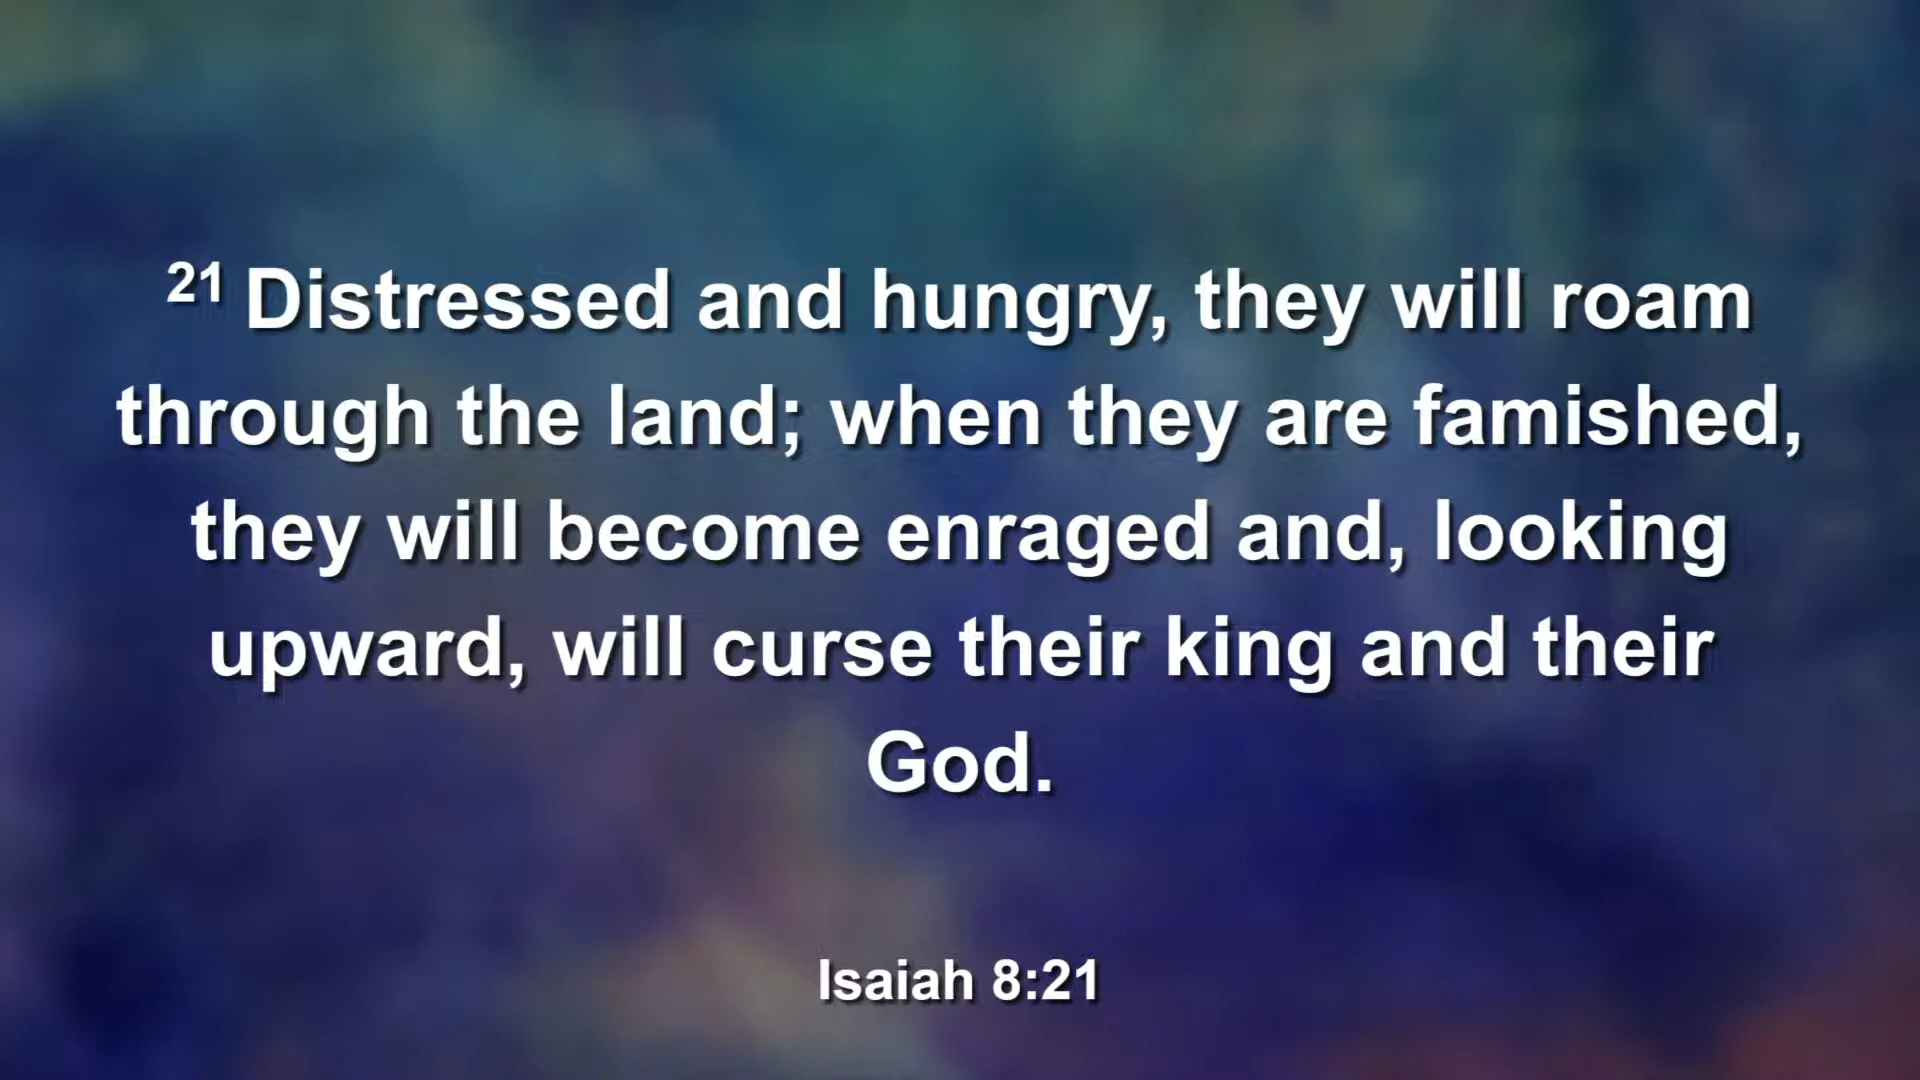 21 Distressed and hungry, they will roam
through the land; when they are famished,
they will become enraged and, looking
upward, will curse their king and their
God.
Isaiah 8:21